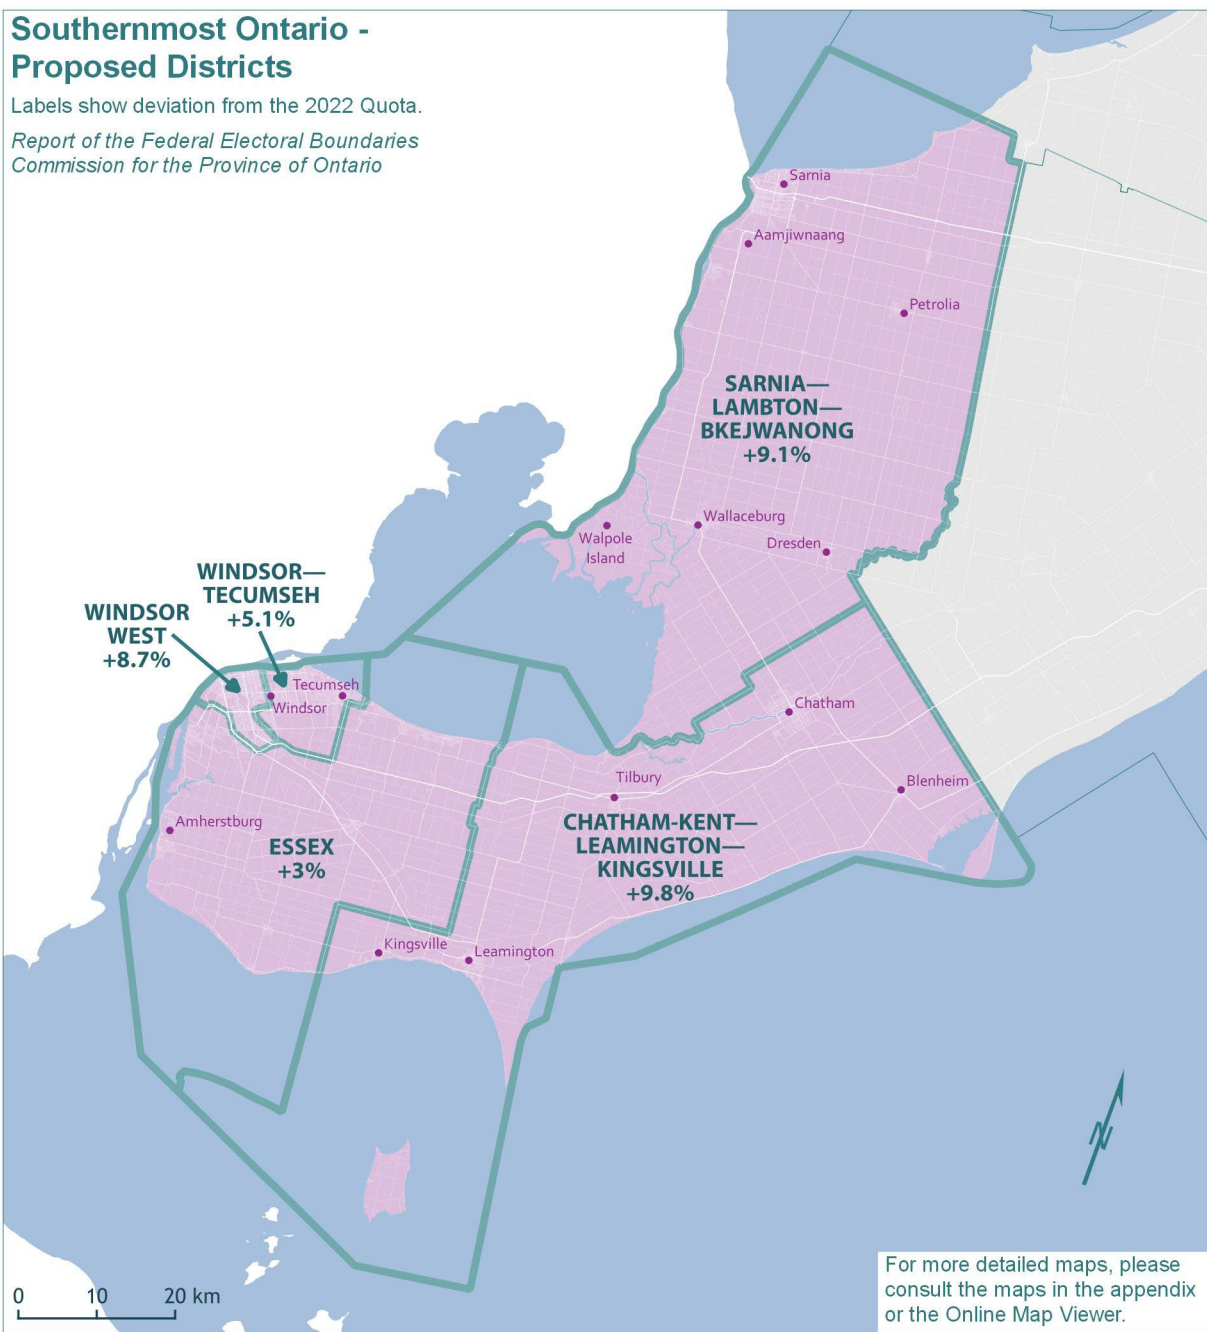 Southernmost Ontario -
Proposed Districts
Labels show deviation from the 2022 Quota.
Report of the Federal Electoral Boundaries
Commission for the Province of Ontario
Sarnia
Aamjiwnaang
Petrolia
SARNIA—
LAMBTON—
BKEJWANONG
+9.1%
Wallaceburg
Walpole
Island
Dresden
WINDSOR—
TECUMSEH
+5.1%
WINDSOR
WEST
+8.7%
Tecumseh
Windsor
Chatham
Tilbury
Blenheim
Amherstburg
ESSEX
+3%
CHATHAM-KENT—
LEAMINGTON—
KINGSVILLE
+9.8%
Kingsville
Leamington
N
0 10 20 km
For more detailed maps, please
consult the maps in the appendix
or the Online Map Viewer.